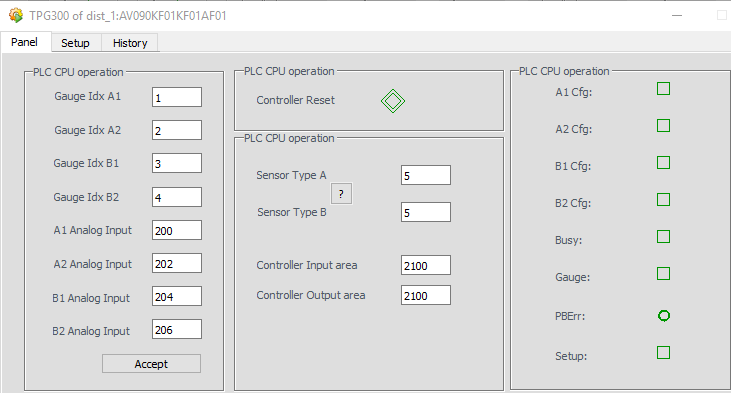 TPG300 of dist_1:AV090KF01KF01AF01
Panel
Setup
History
PLC CPU operation
Gauge Idx A1 1
Gauge Idx A2 2
Gauge Idx B1 3
Gauge Idx B2 4
A1 Analog Input 200
A2 Analog Input 202
B1 Analog Input 204
B2 Analog Input 206
Accept
PLC CPU operation
Controller Reset
PLC CPU operation
Sensor Type A 5
?
Sensor Type B 5
Controller Input area 2100
Controller Output area 2100
PLC CPU operation
A1 Cfg:
A2 Cfg:
B1 Cfg:
B2 Cfg:
Busy:
Gauge:
PBErr:
Setup: